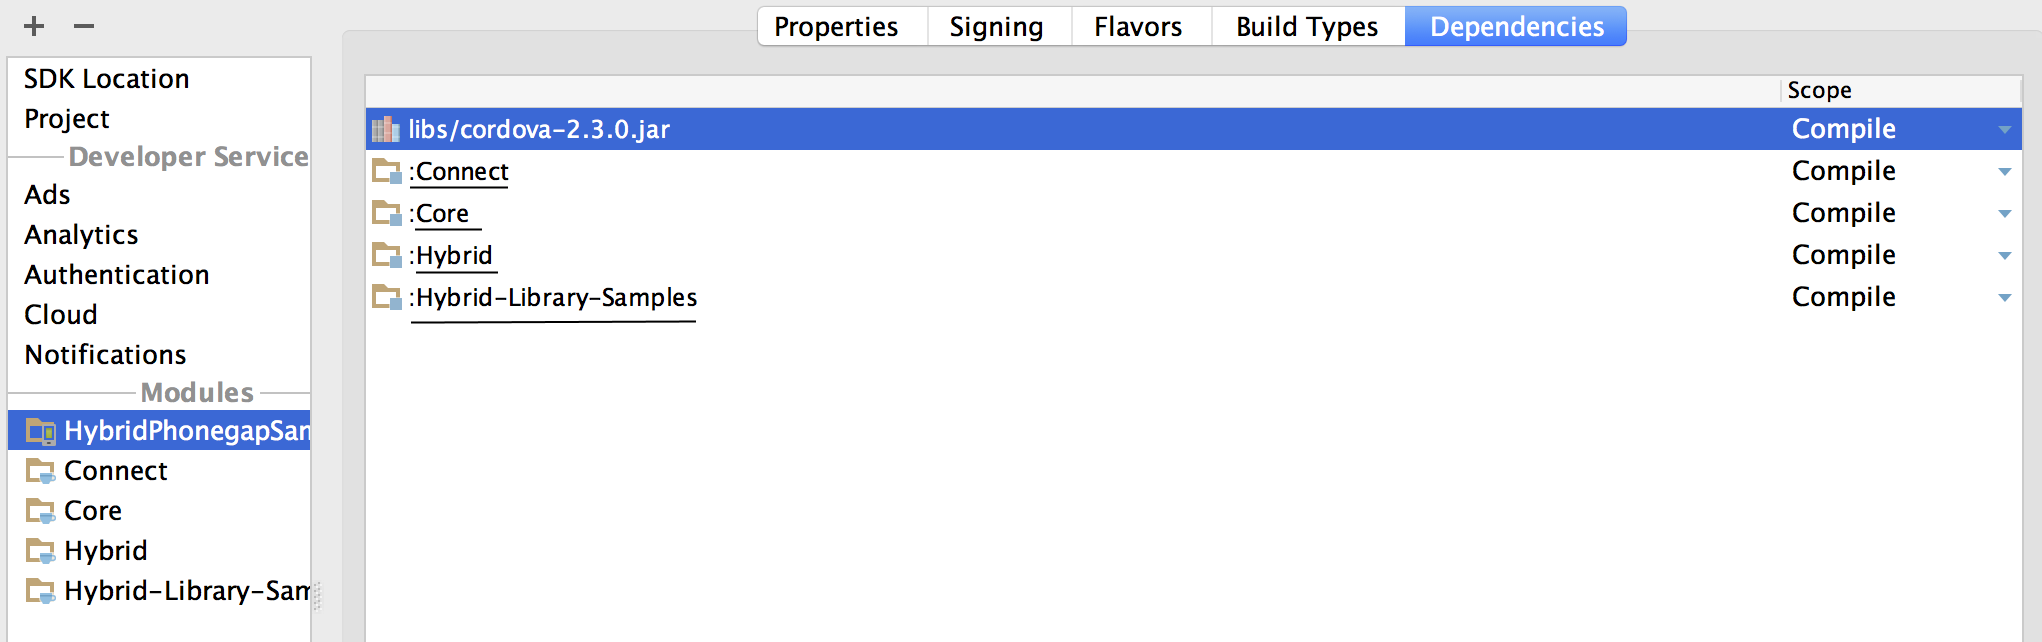 Properties Signing Flavors Build Types Dependencies
SDK Location
Project
Developer Service
Ads
Analytics
Authentication
Cloud
Notifications
Modules
HybridPhonegapSan
Connect
Core
Hybrid
Hybrid-Library-Sam
Scope
libs/cordova-2.3.0.jar Compile
:Connect Compile
:Core Compile
:Hybrid Compile
:Hybrid-Library-Samples Compile